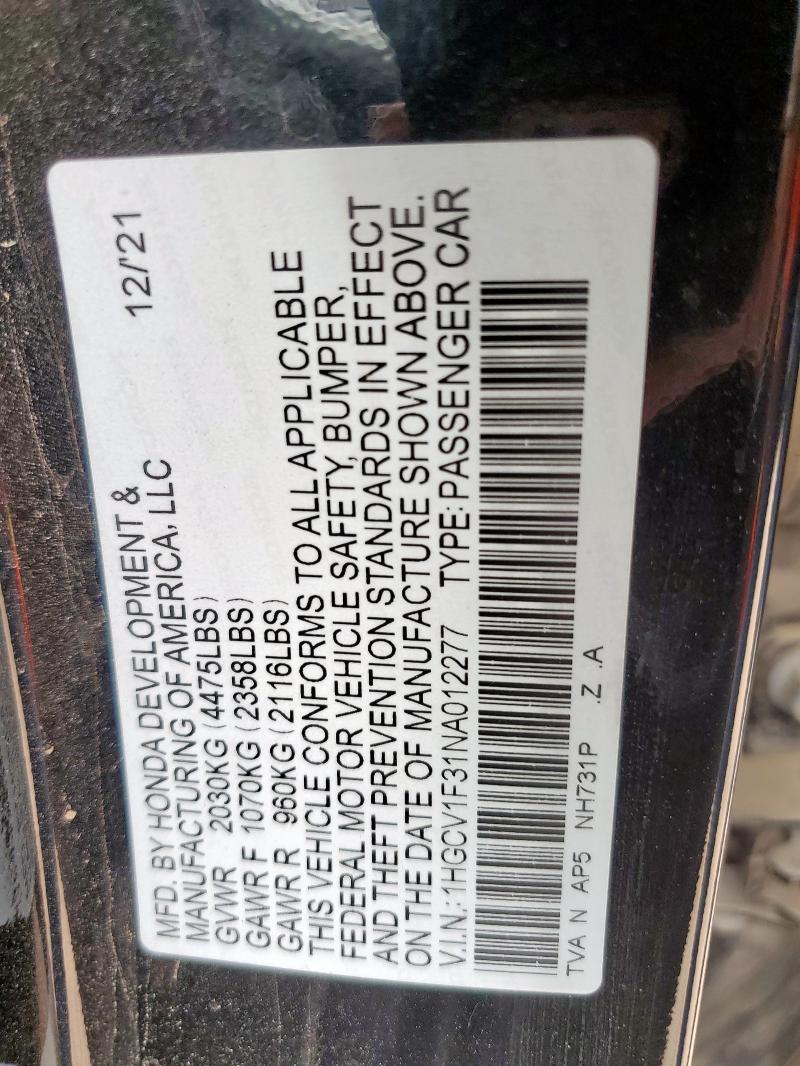 12/'21
MFD. BY HONDA DEVELOPMENT &
MANUFACTURING OF AMERICA, LLC
GVWR 2030KG (4475LBS)
GAWR F 1070KG (2358LBS)
GAWR R 960KG (2116LBS)
THIS VEHICLE CONFORMS TO ALL APPLICABLE
FEDERAL MOTOR VEHICLE SAFETY, BUMPER,
AND THEFT PREVENTION STANDARDS IN EFFECT
ON THE DATE OF MANUFACTURE SHOWN ABOVE.
V.I.N.: 1HGCV1F31NA012277 TYPE: PASSENGER CAR
TVA N AP5 NH731P .Z .A